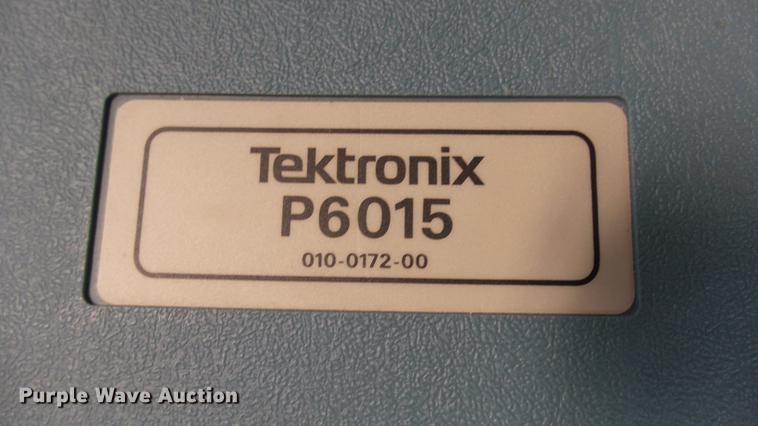 Tektronix
P6015
010-0172-00
Purple Wave Auction